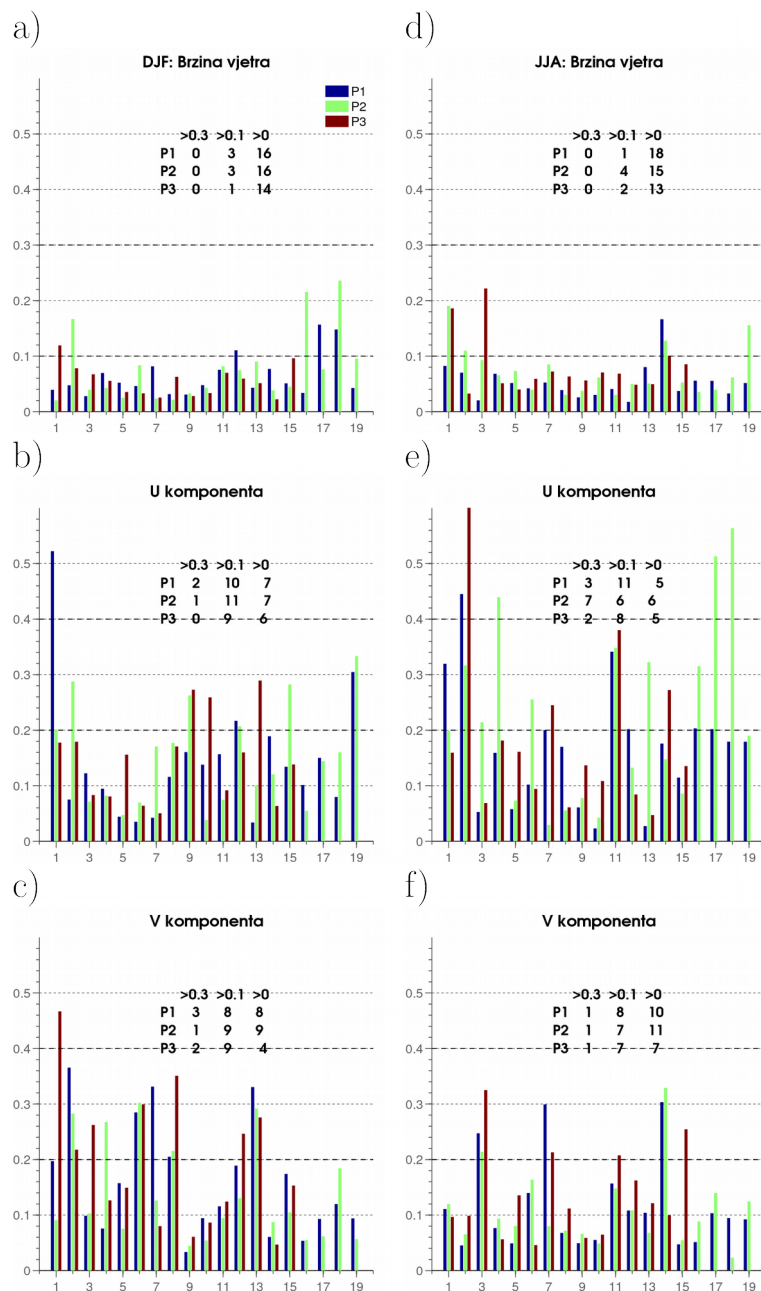 a)
DJF: Brzina vjetra
P1
P2
P3
0.5
0.4
0.3
0.2
0.1
0
>0.3 >0.1 >0
P1 0 3 16
P2 0 3 16
P3 0 1 14
1 3 5 7 9 11 13 15 17 19
d)
JJA: Brzina vjetra
0.5
0.4
0.3
0.2
0.1
0
>0.3 >0.1 >0
P1 0 1 18
P2 0 4 15
P3 0 2 13
1 3 5 7 9 11 13 15 17 19
b)
U komponenta
0.5
0.4
0.3
0.2
0.1
0
>0.3 >0.1 >0
P1 2 10 7
P2 1 11 7
P3 0 9 6
1 3 5 7 9 11 13 15 17 19
e)
U komponenta
0.5
0.4
0.3
0.2
0.1
0
>0.3 >0.1 >0
P1 3 11 5
P2 7 6 6
P3 2 8 5
1 3 5 7 9 11 13 15 17 19
c)
V komponenta
0.5
0.4
0.3
0.2
0.1
0
>0.3 >0.1 >0
P1 3 8 8
P2 1 9 9
P3 2 9 4
1 3 5 7 9 11 13 15 17 19
f)
V komponenta
0.5
0.4
0.3
0.2
0.1
0
>0.3 >0.1 >0
P1 1 8 10
P2 1 7 11
P3 1 7 7
1 3 5 7 9 11 13 15 17 19